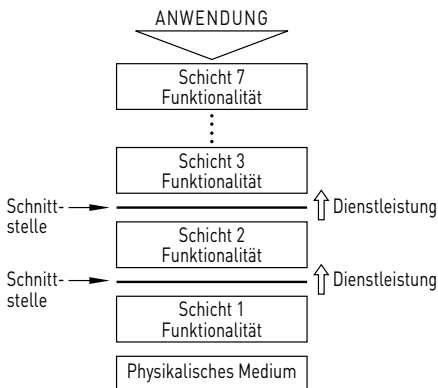 ANWENDUNG
Schicht 7
Funktionalität
Schicht 3
Funktionalität
Schnitt-
stelle
Dienstleistung
Schicht 2
Funktionalität
Schnitt-
stelle
Dienstleistung
Schicht 1
Funktionalität
Physikalisches Medium